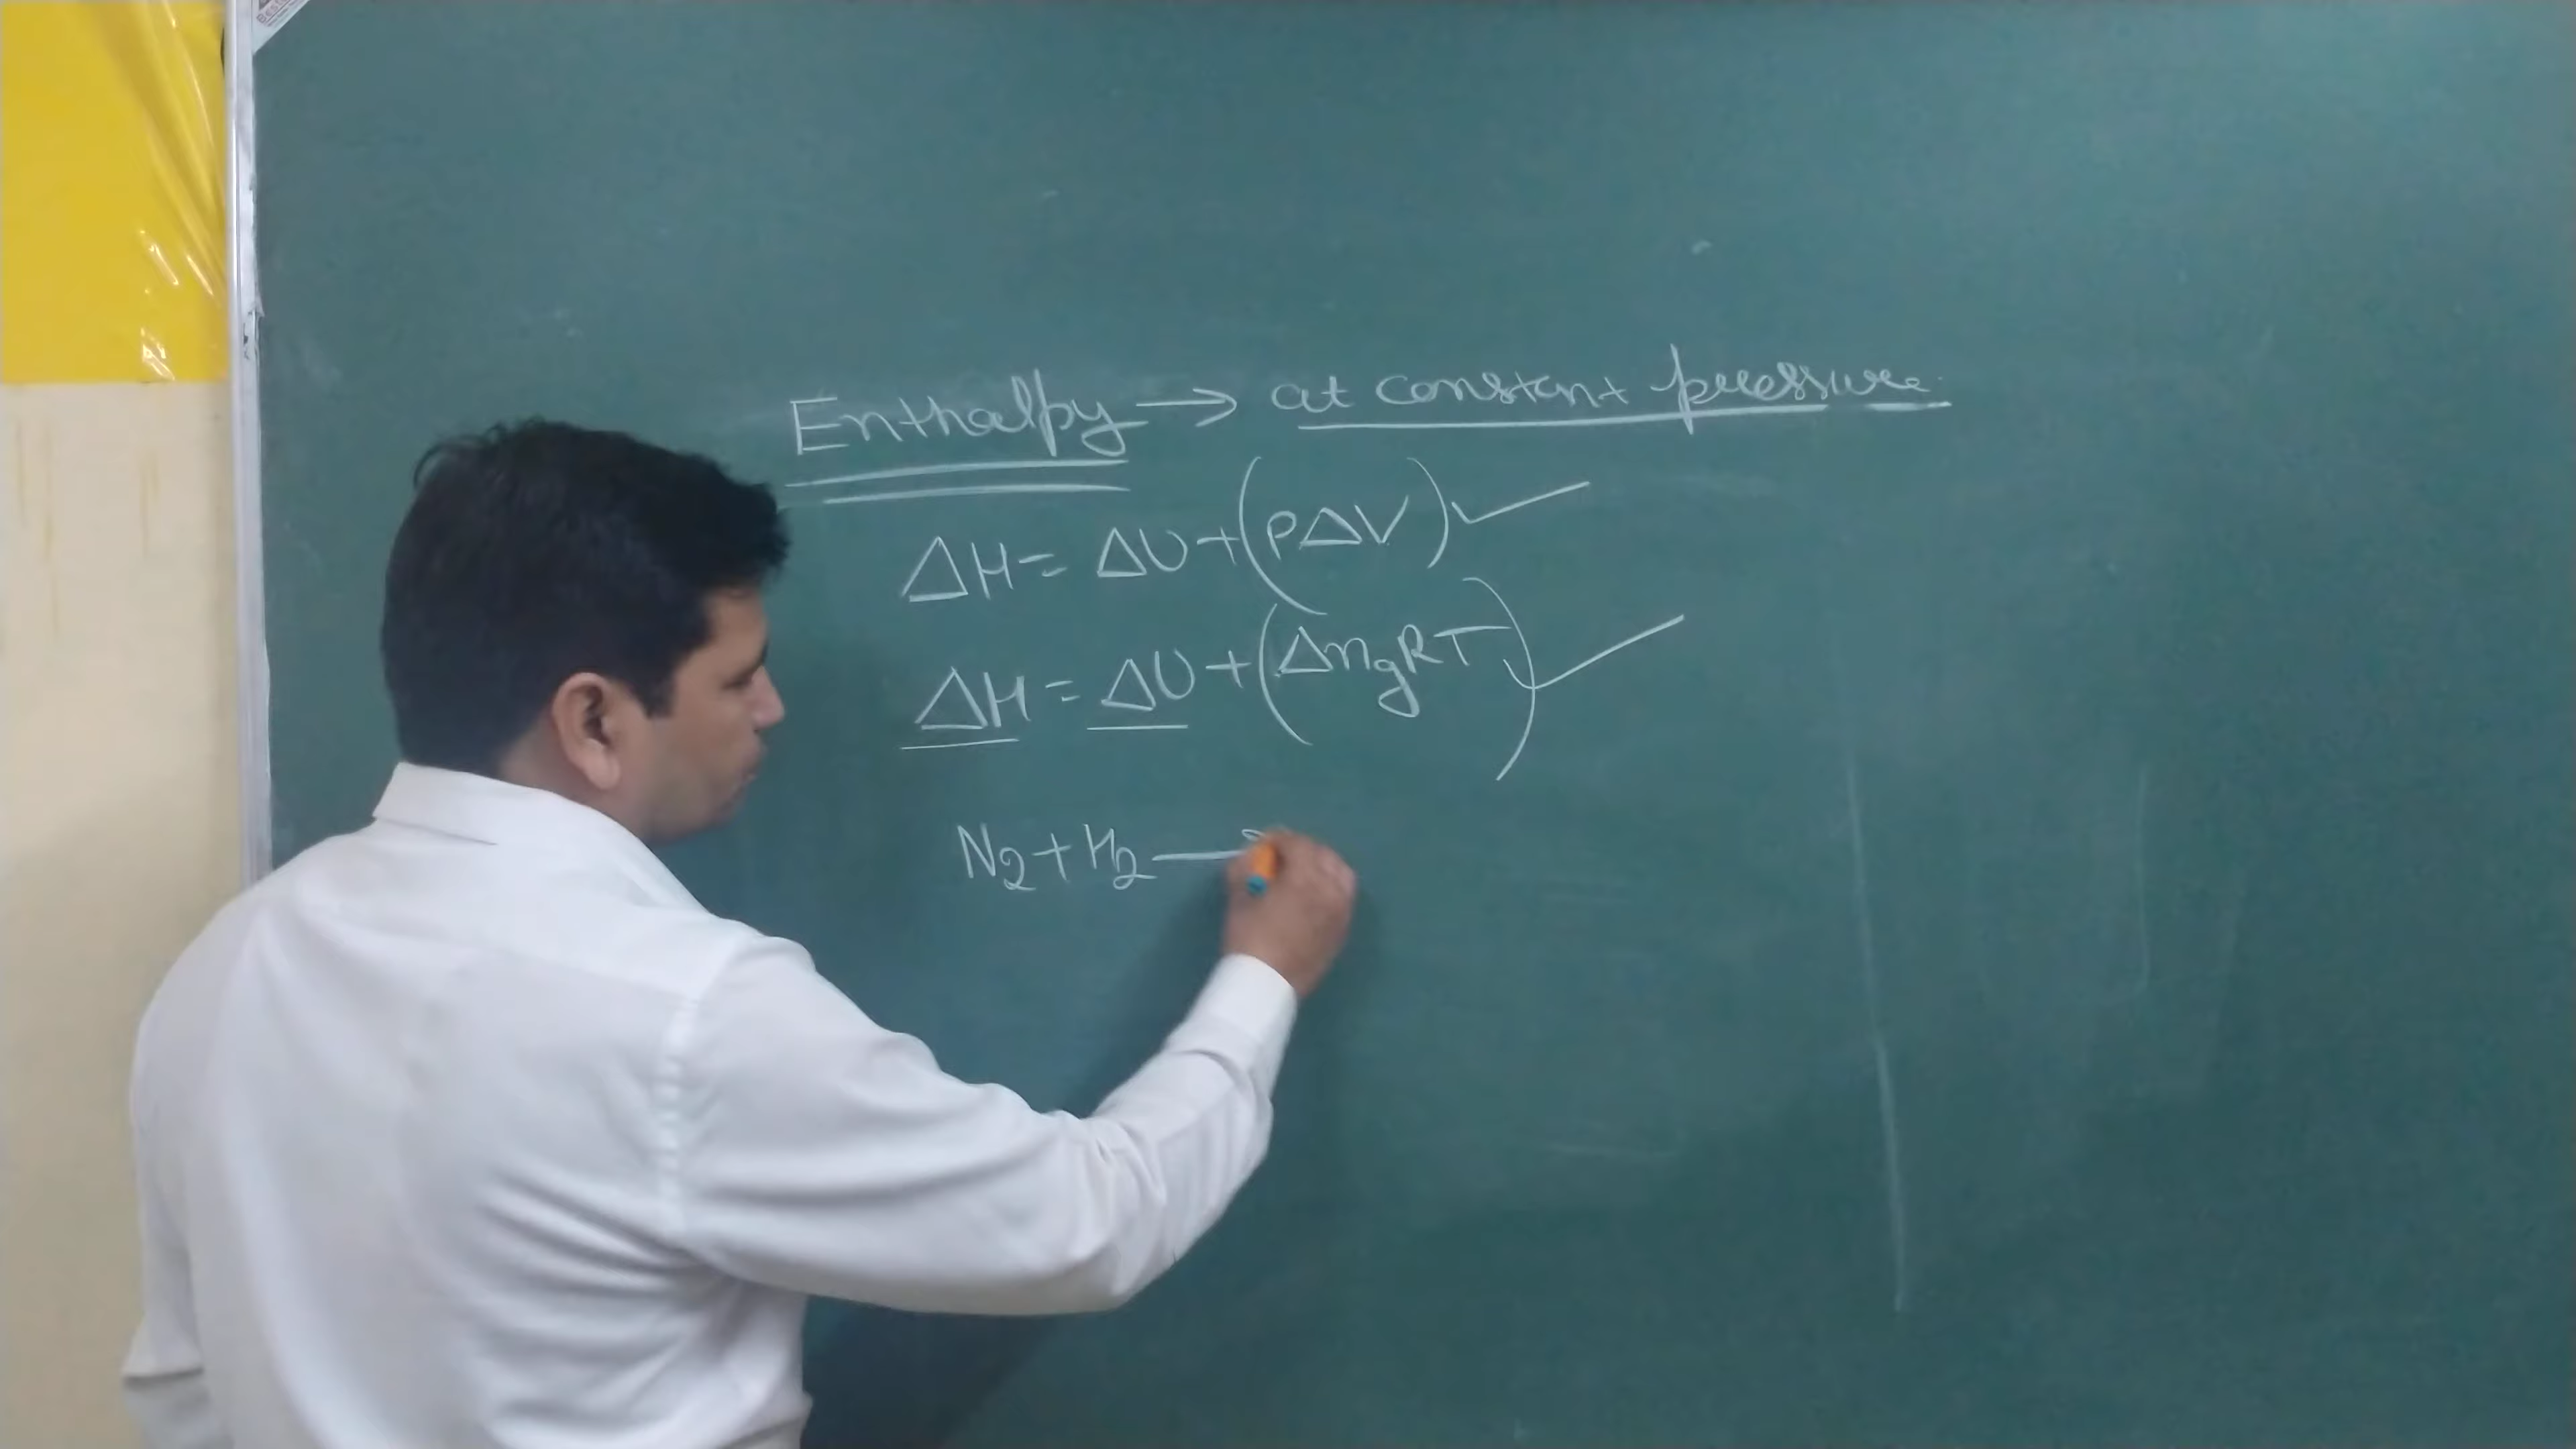 Enthalpy → at constant pressure
ΔH = ΔU + (PΔV) ✓
ΔH = ΔU + (ΔngRT) ✓
N2 + H2 →